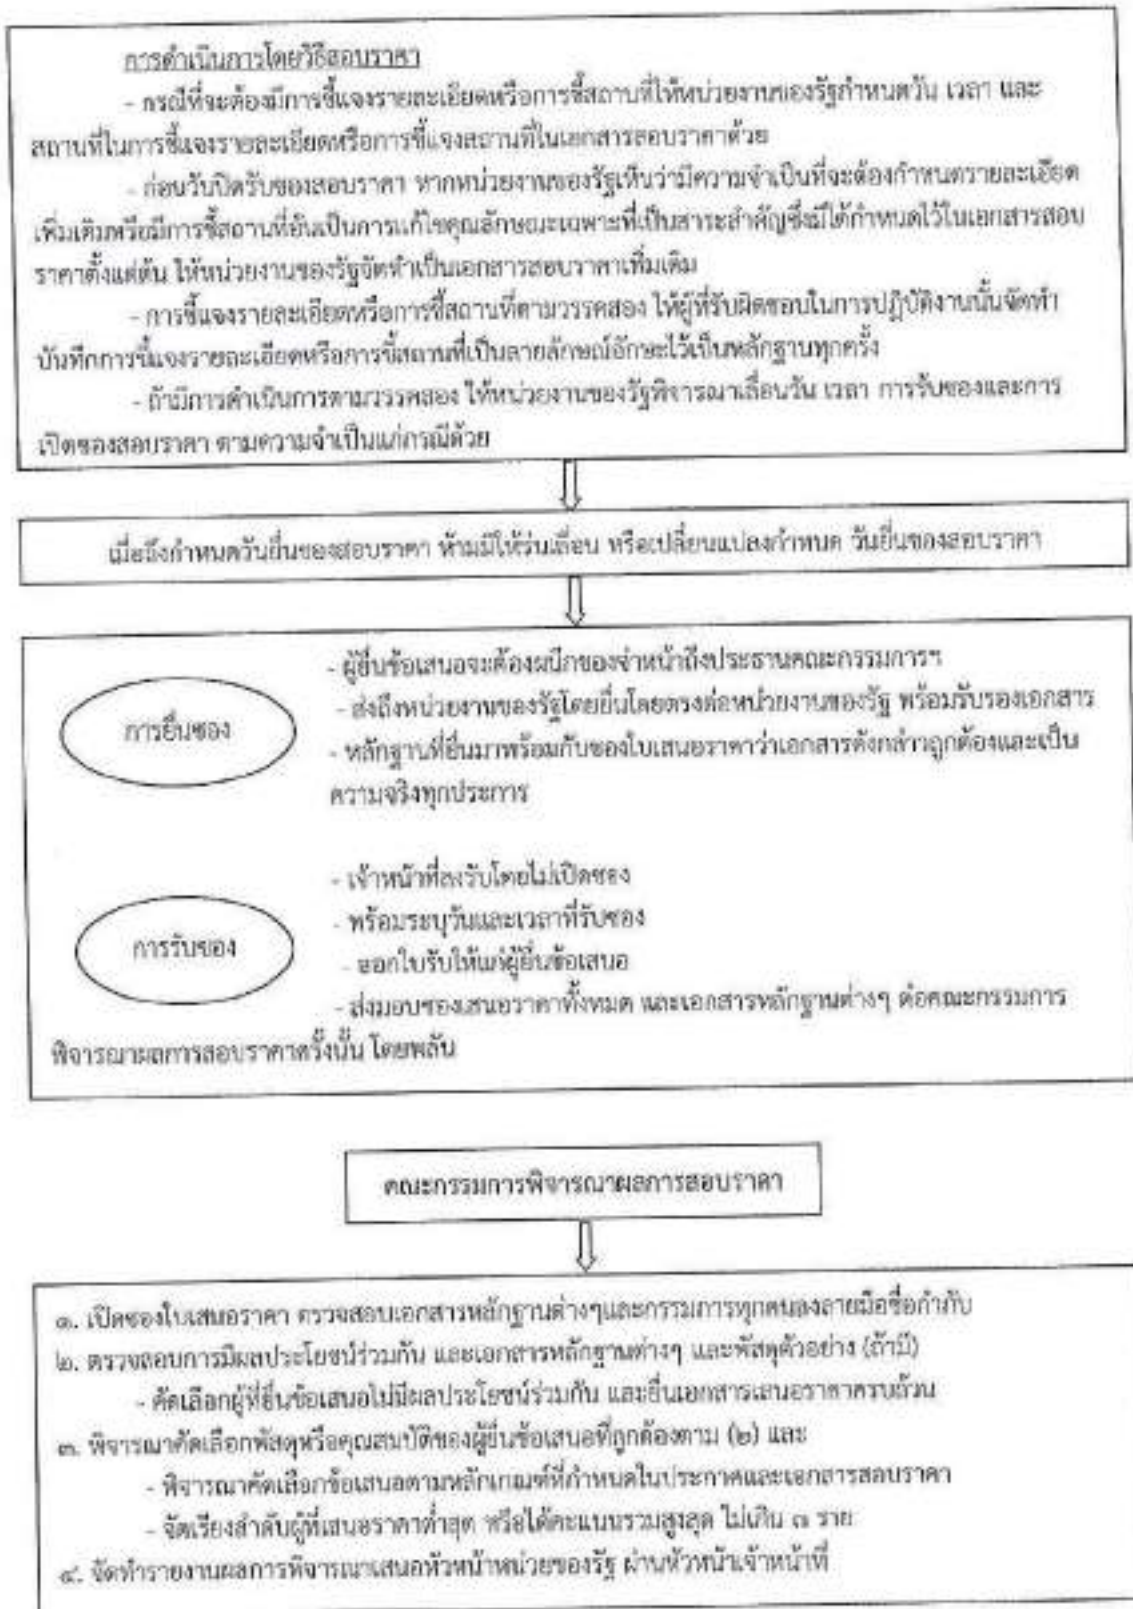 การดำเนินการโดยวิธีสอบราคา
- กรณีที่จะต้องมีการชี้แจงรายละเอียดหรือการชี้สถานที่ให้หน่วยงานของรัฐกำหนดวัน เวลา และ
สถานที่ในการชี้แจงรายละเอียดหรือการชี้แจงสถานที่ในเอกสารสอบราคาด้วย
- ก่อนวันปิดรับซองสอบราคา หากหน่วยงานของรัฐเห็นว่ามีความจำเป็นที่จะต้องกำหนดรายละเอียด
เพิ่มเติมหรือมีการชี้สถานที่อันเป็นการแก้ไขคุณลักษณะเฉพาะที่เป็นสาระสำคัญซึ่งมิได้กำหนดไว้ในเอกสารสอบ
ราคาตั้งแต่ต้น ให้หน่วยงานของรัฐจัดทำเป็นเอกสารสอบราคาเพิ่มเติม
- การชี้แจงรายละเอียดหรือการชี้สถานที่ตามวรรคสอง ให้ผู้ที่รับผิดชอบในการปฏิบัติงานนั้นจัดทำ
บันทึกการชี้แจงรายละเอียดหรือการชี้สถานที่เป็นลายลักษณ์อักษรไว้เป็นหลักฐานทุกครั้ง
- ถ้ามีการดำเนินการตามวรรคสอง ให้หน่วยงานของรัฐพิจารณาเลื่อนวัน เวลา การรับซองและการ
เปิดซองสอบราคา ตามความจำเป็นแก่กรณีด้วย
เมื่อถึงกำหนดวันยื่นซองสอบราคา ห้ามมิให้ร่นเลื่อน หรือเปลี่ยนแปลงกำหนด วันยื่นซองสอบราคา
- ผู้ยื่นข้อเสนอจะต้องผนึกซองจ่าหน้าถึงประธานคณะกรรมการฯ
การยื่นซอง
- ส่งถึงหน่วยงานของรัฐโดยยื่นโดยตรงต่อหน่วยงานของรัฐ พร้อมรับรองเอกสาร
- หลักฐานที่ยื่นมาพร้อมกับซองใบเสนอราคาว่าเอกสารดังกล่าวถูกต้องและเป็น
ความจริงทุกประการ
- เจ้าหน้าที่ลงรับโดยไม่เปิดซอง
- พร้อมระบุวันและเวลาที่รับซอง
การรับซอง
- ออกใบรับให้แก่ผู้ยื่นข้อเสนอ
- ส่งมอบซองเสนอราคาทั้งหมด และเอกสารหลักฐานต่างๆ ต่อคณะกรรมการ
พิจารณาผลการสอบราคาครั้งนั้น โดยพลัน
คณะกรรมการพิจารณาผลการสอบราคา
๑. เปิดซองใบเสนอราคา ตรวจสอบเอกสารหลักฐานต่างๆและกรรมการทุกคนลงลายมือชื่อกำกับ
๒. ตรวจสอบการมีผลประโยชน์ร่วมกัน และเอกสารหลักฐานต่างๆ และพัสดุตัวอย่าง (ถ้ามี)
- คัดเลือกผู้ที่ยื่นข้อเสนอไม่มีผลประโยชน์ร่วมกัน และยื่นเอกสารเสนอราคาครบถ้วน
๓. พิจารณาคัดเลือกพัสดุหรือคุณสมบัติของผู้ยื่นข้อเสนอที่ถูกต้องตาม (๒) และ
- พิจารณาคัดเลือกข้อเสนอตามหลักเกณฑ์ที่กำหนดในประกาศและเอกสารสอบราคา
- จัดเรียงลำดับผู้ที่เสนอราคาต่ำสุด หรือได้คะแนนรวมสูงสุด ไม่เกิน ๓ ราย
๔. จัดทำรายงานผลการพิจารณาเสนอหัวหน้าหน่วยของรัฐ ผ่านหัวหน้าเจ้าหน้าที่